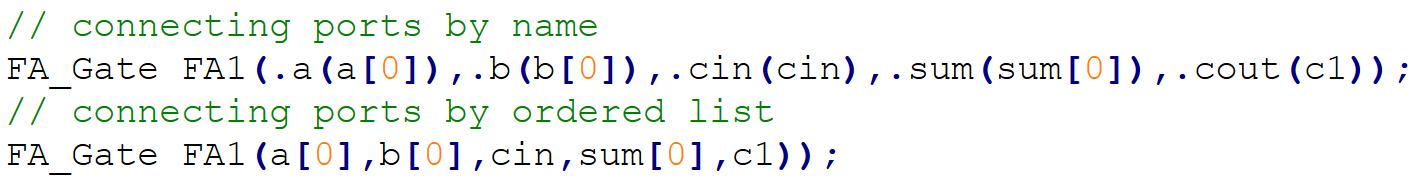 // connecting ports by name
FA_Gate FA1(.a(a[0]),.b(b[0]),.cin(cin),.sum(sum[0]),.cout(c1));
// connecting ports by ordered list
FA_Gate FA1(a[0],b[0],cin,sum[0],c1));